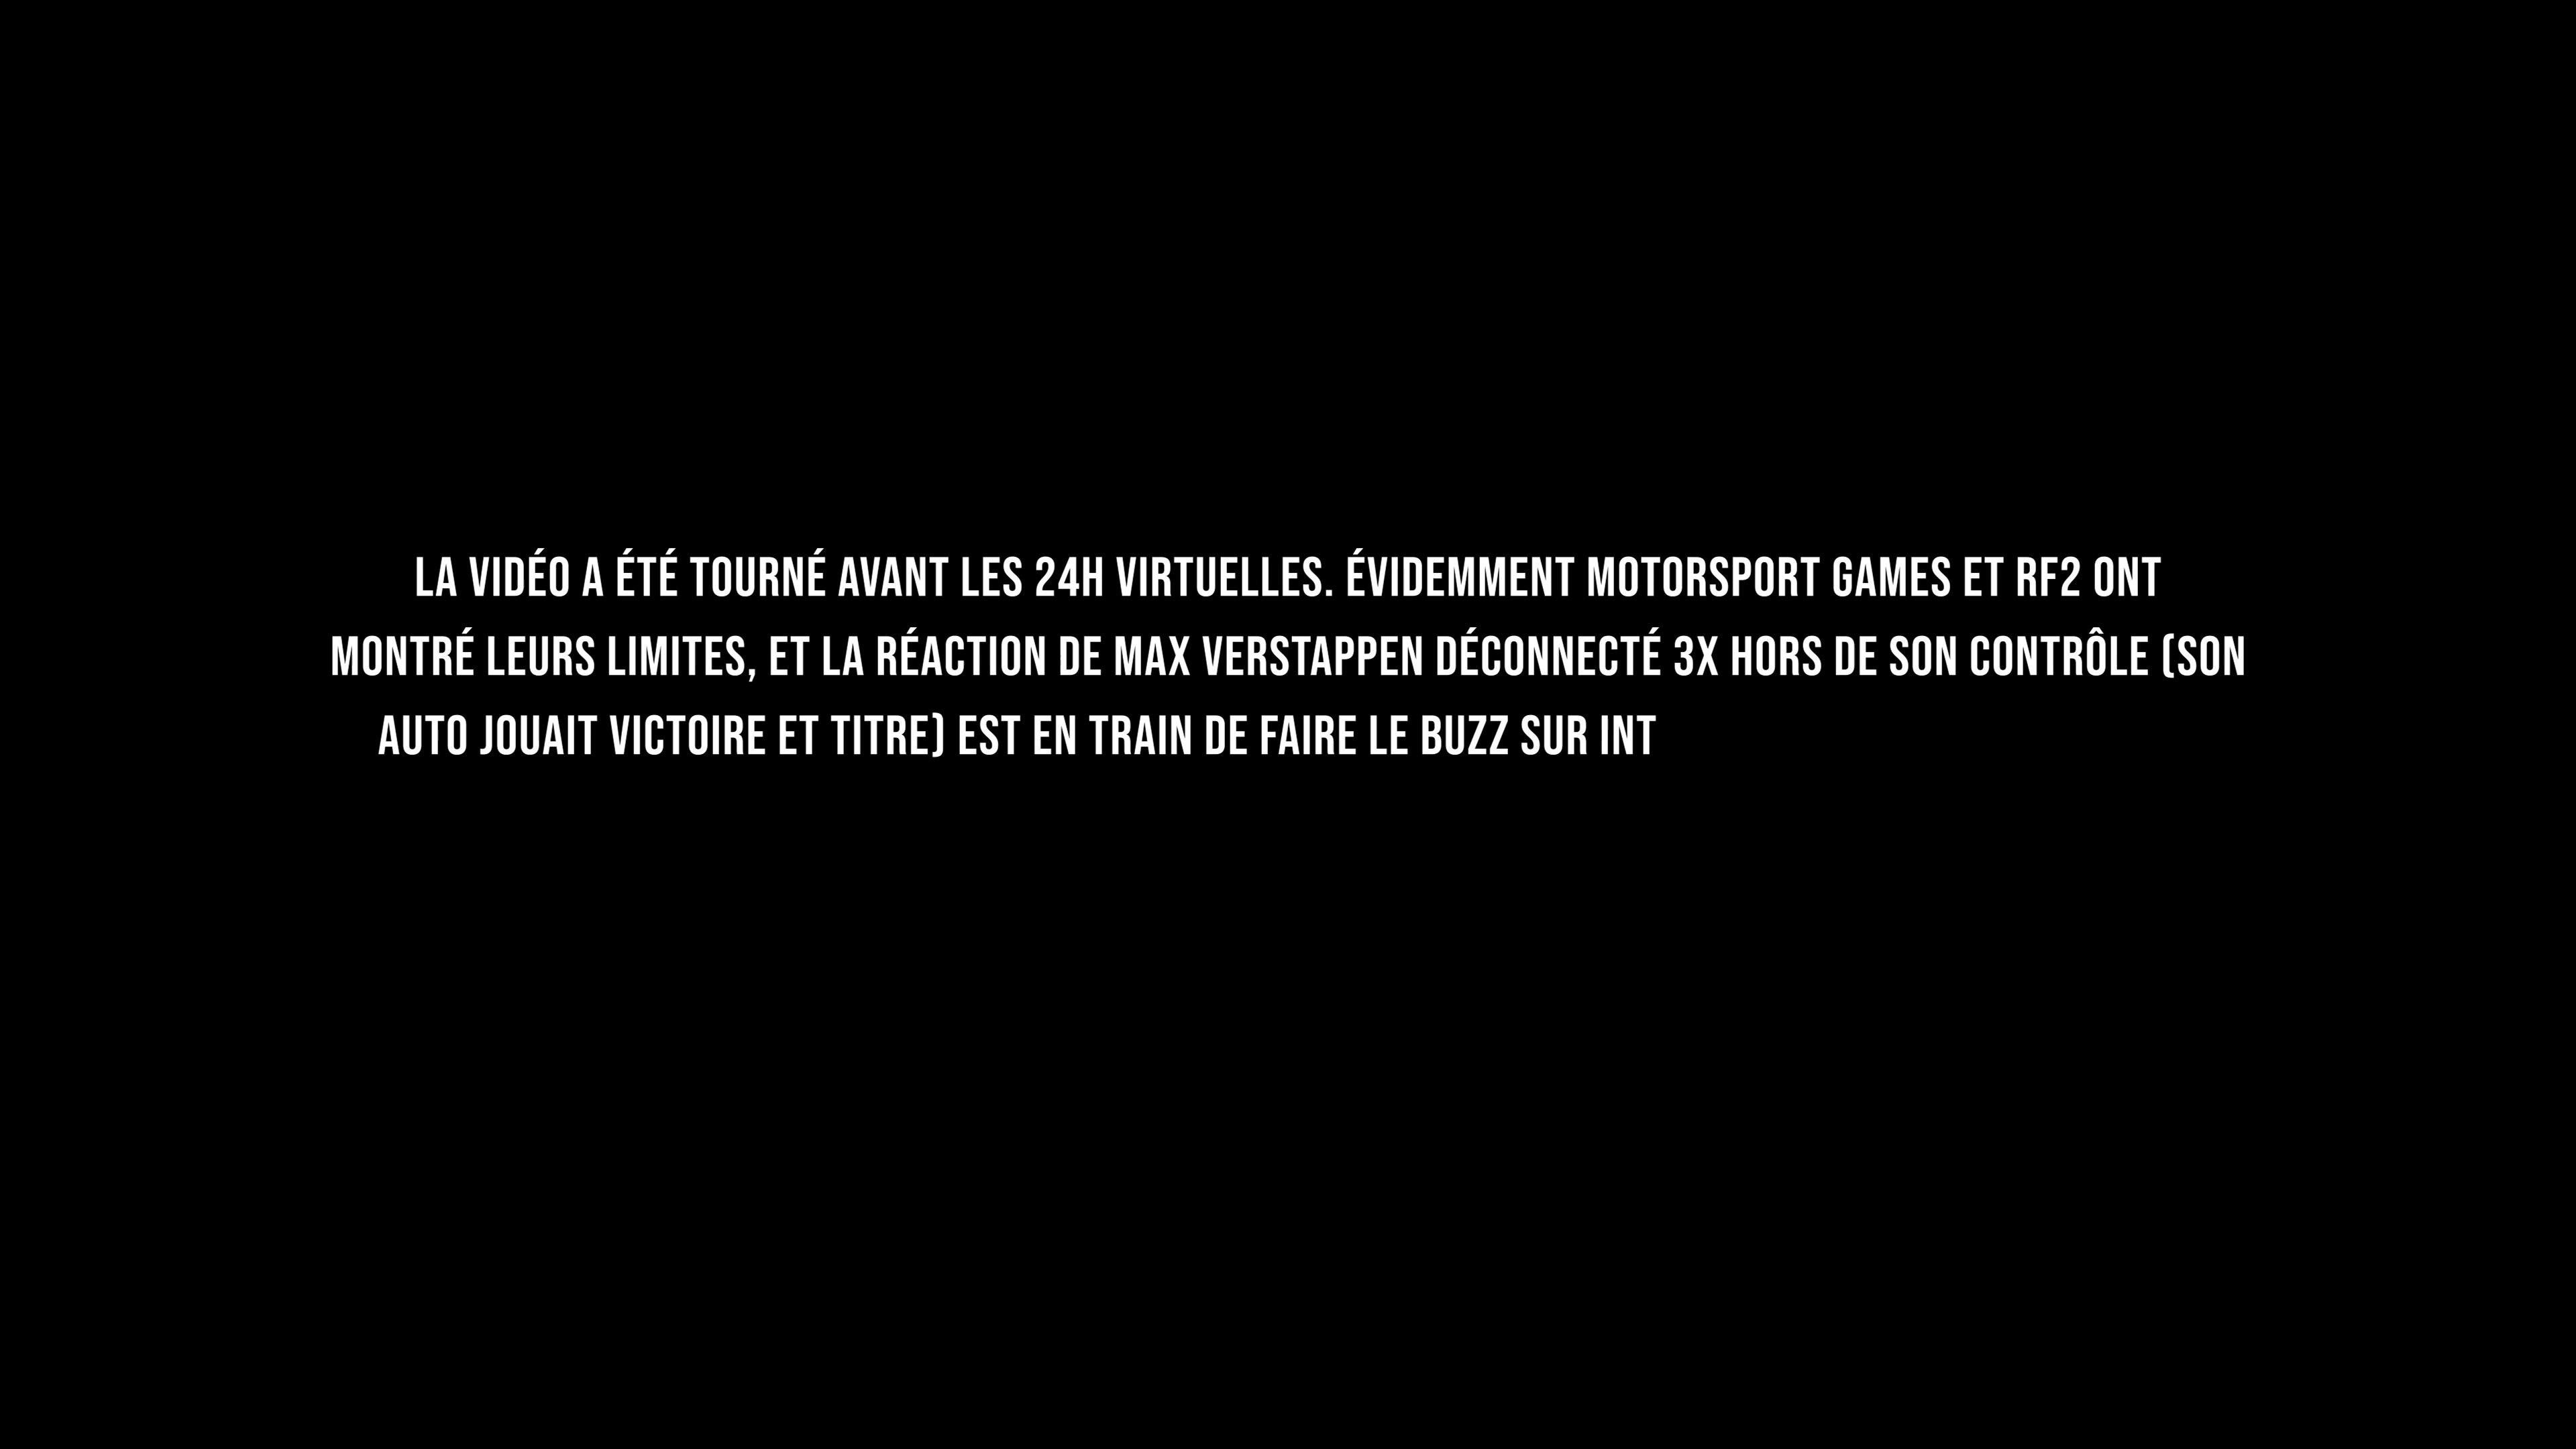 LA VIDÉO A ÉTÉ TOURNÉ AVANT LES 24H VIRTUELLES. ÉVIDEMMENT MOTORSPORT GAMES ET RF2 ONT
MONTRÉ LEURS LIMITES, ET LA RÉACTION DE MAX VERSTAPPEN DÉCONNECTÉ 3X HORS DE SON CONTRÔLE (SON
AUTO JOUAIT VICTOIRE ET TITRE) EST EN TRAIN DE FAIRE LE BUZZ SUR INT